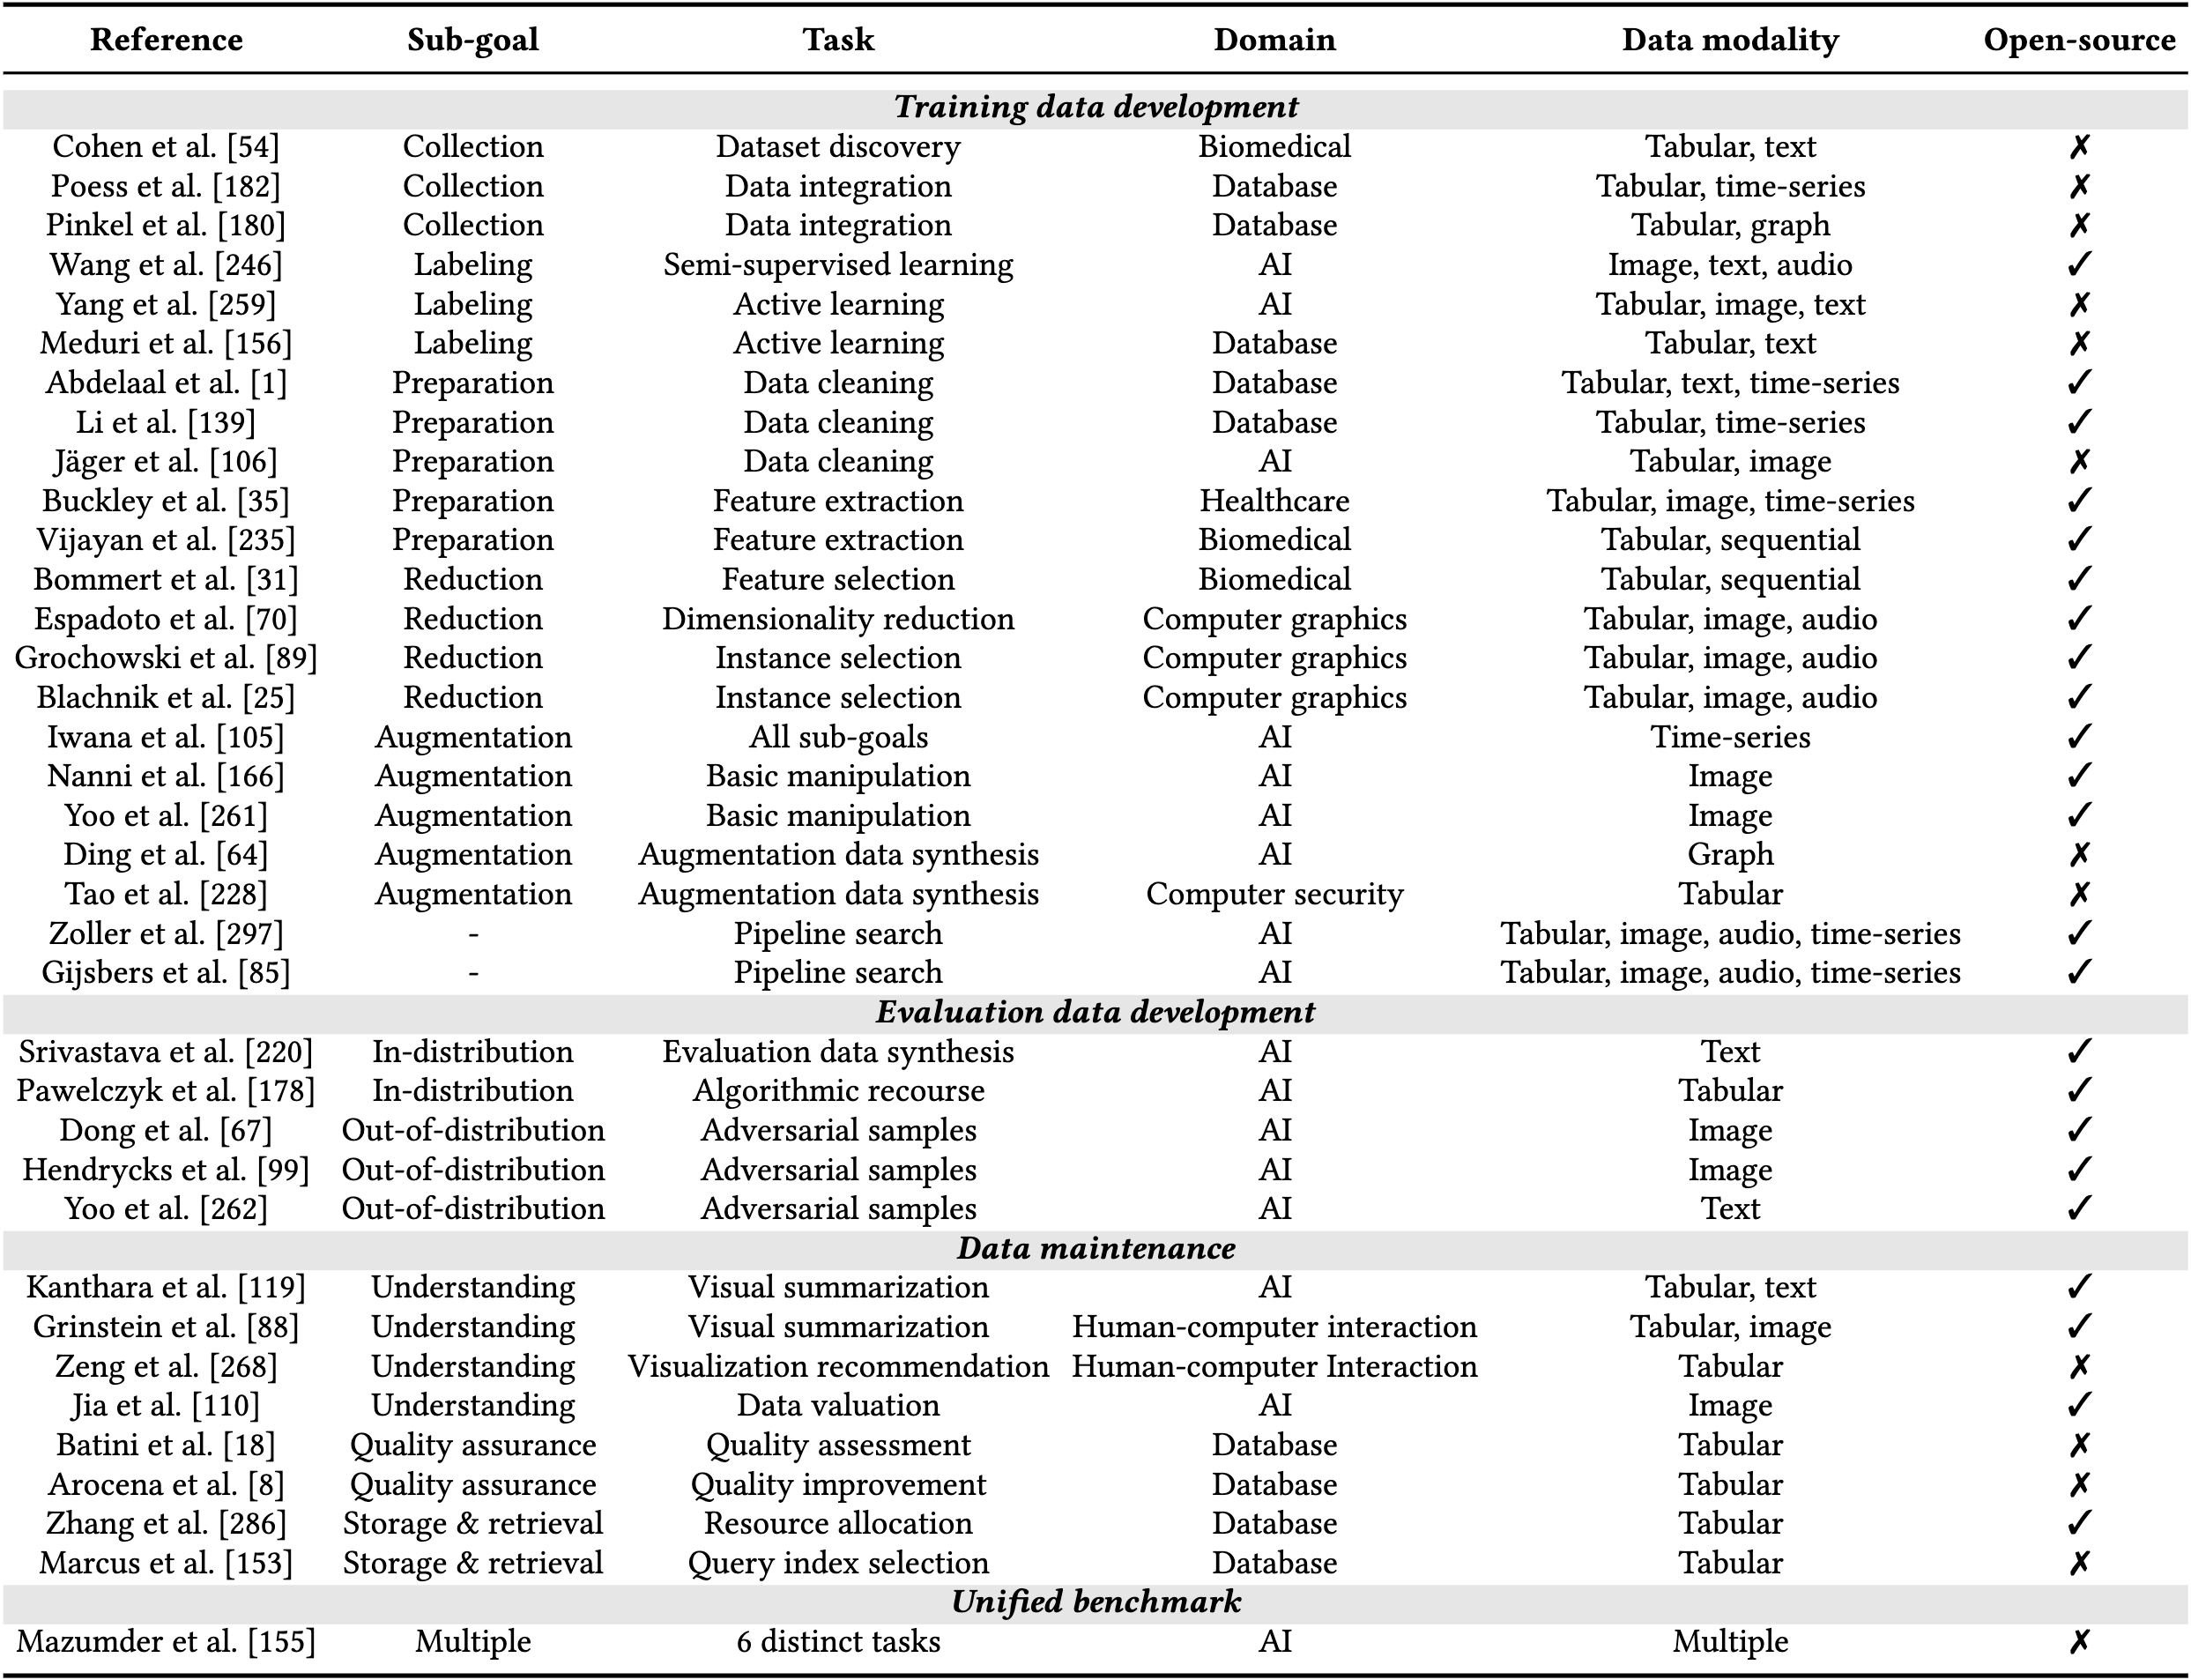 Reference Sub-goal Task Domain Data modality Open-source
Training data development
Cohen et al. [54] Collection Dataset discovery Biomedical Tabular, text ✗
Poess et al. [182] Collection Data integration Database Tabular, time-series ✗
Pinkel et al. [180] Collection Data integration Database Tabular, graph ✗
Wang et al. [246] Labeling Semi-supervised learning AI Image, text, audio ✓
Yang et al. [259] Labeling Active learning AI Tabular, image, text ✗
Meduri et al. [156] Labeling Active learning Database Tabular, text ✗
Abdelaal et al. [1] Preparation Data cleaning Database Tabular, text, time-series ✓
Li et al. [139] Preparation Data cleaning Database Tabular, time-series ✓
Jäger et al. [106] Preparation Data cleaning AI Tabular, image ✗
Buckley et al. [35] Preparation Feature extraction Healthcare Tabular, image, time-series ✓
Vijayan et al. [235] Preparation Feature extraction Biomedical Tabular, sequential ✓
Bommert et al. [31] Reduction Feature selection Biomedical Tabular, sequential ✓
Espadoto et al. [70] Reduction Dimensionality reduction Computer graphics Tabular, image, audio ✓
Grochowski et al. [89] Reduction Instance selection Computer graphics Tabular, image, audio ✓
Blachnik et al. [25] Reduction Instance selection Computer graphics Tabular, image, audio ✓
Iwana et al. [105] Augmentation All sub-goals AI Time-series ✓
Nanni et al. [166] Augmentation Basic manipulation AI Image ✓
Yoo et al. [261] Augmentation Basic manipulation AI Image ✓
Ding et al. [64] Augmentation Augmentation data synthesis AI Graph ✗
Tao et al. [228] Augmentation Augmentation data synthesis Computer security Tabular ✗
Zoller et al. [297] - Pipeline search AI Tabular, image, audio, time-series ✓
Gijsbers et al. [85] - Pipeline search AI Tabular, image, audio, time-series ✓
Evaluation data development
Srivastava et al. [220] In-distribution Evaluation data synthesis AI Text ✓
Pawelczyk et al. [178] In-distribution Algorithmic recourse AI Tabular ✓
Dong et al. [67] Out-of-distribution Adversarial samples AI Image ✓
Hendrycks et al. [99] Out-of-distribution Adversarial samples AI Image ✓
Yoo et al. [262] Out-of-distribution Adversarial samples AI Text ✓
Data maintenance
Kanthara et al. [119] Understanding Visual summarization AI Tabular, text ✓
Grinstein et al. [88] Understanding Visual summarization Human-computer interaction Tabular, image ✓
Zeng et al. [268] Understanding Visualization recommendation Human-computer Interaction Tabular ✗
Jia et al. [110] Understanding Data valuation AI Image ✓
Batini et al. [18] Quality assurance Quality assessment Database Tabular ✗
Arocena et al. [8] Quality assurance Quality improvement Database Tabular ✗
Zhang et al. [286] Storage & retrieval Resource allocation Database Tabular ✓
Marcus et al. [153] Storage & retrieval Query index selection Database Tabular ✗
Unified benchmark
Mazumder et al. [155] Multiple 6 distinct tasks AI Multiple ✗